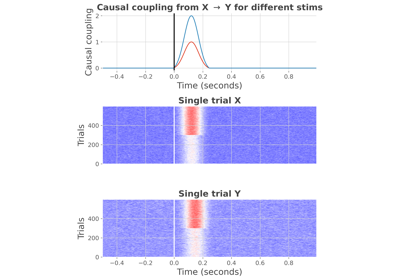 Causal coupling from X → Y for different stims
Causal coupling
2
1
0
−0.4 −0.2 0.0 0.2 0.4 0.6 0.8
Time (seconds)
Single trial X
Trials
400
200
0
Single trial Y
Trials
400
200
0
−0.4 −0.2 0.0 0.2 0.4 0.6 0.8
Time (seconds)